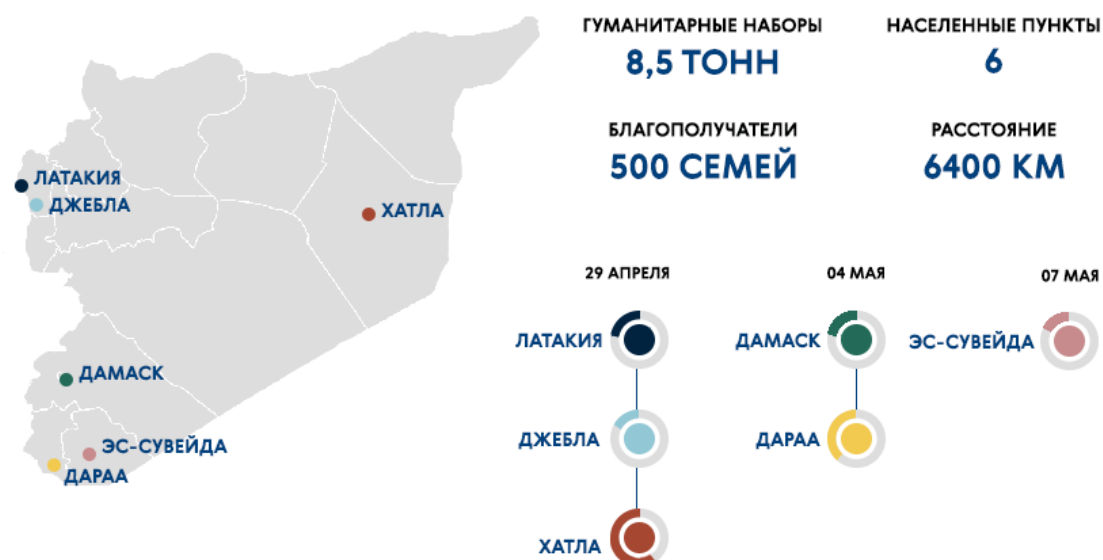 ГУМАНИТАРНЫЕ НАБОРЫ
8,5 ТОНН
НАСЕЛЕННЫЕ ПУНКТЫ
6
БЛАГОПОЛУЧАТЕЛИ
500 СЕМЕЙ
РАССТОЯНИЕ
6400 КМ
ЛАТАКИЯ
ДЖЕБЛА
ХАТЛА
ДАМАСК
ЭС-СУВЕЙДА
ДАРАА
29 АПРЕЛЯ
04 МАЯ
07 МАЯ
ЛАТАКИЯ
ДАМАСК
ЭС-СУВЕЙДА
ДЖЕБЛА
ДАРАА
ХАТЛА